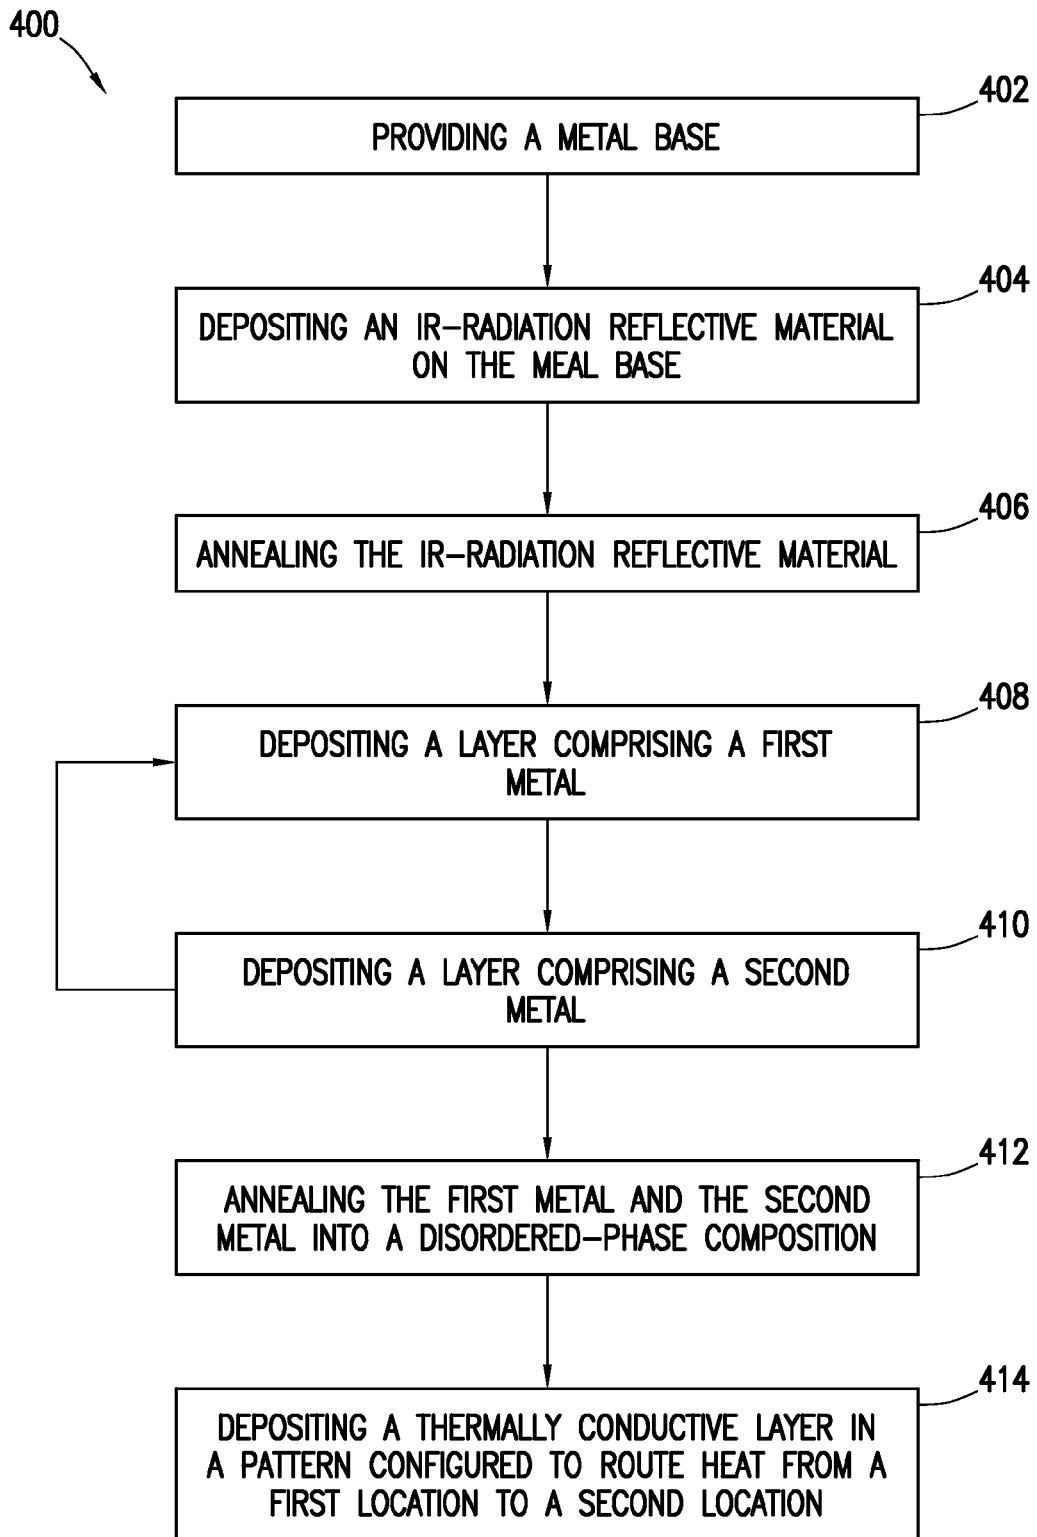 400
402
PROVIDING A METAL BASE
404
DEPOSITING AN IR-RADIATION REFLECTIVE MATERIAL
ON THE MEAL BASE
406
ANNEALING THE IR-RADIATION REFLECTIVE MATERIAL
408
DEPOSITING A LAYER COMPRISING A FIRST
METAL
410
DEPOSITING A LAYER COMPRISING A SECOND
METAL
412
ANNEALING THE FIRST METAL AND THE SECOND
METAL INTO A DISORDERED-PHASE COMPOSITION
414
DEPOSITING A THERMALLY CONDUCTIVE LAYER IN
A PATTERN CONFIGURED TO ROUTE HEAT FROM A
FIRST LOCATION TO A SECOND LOCATION